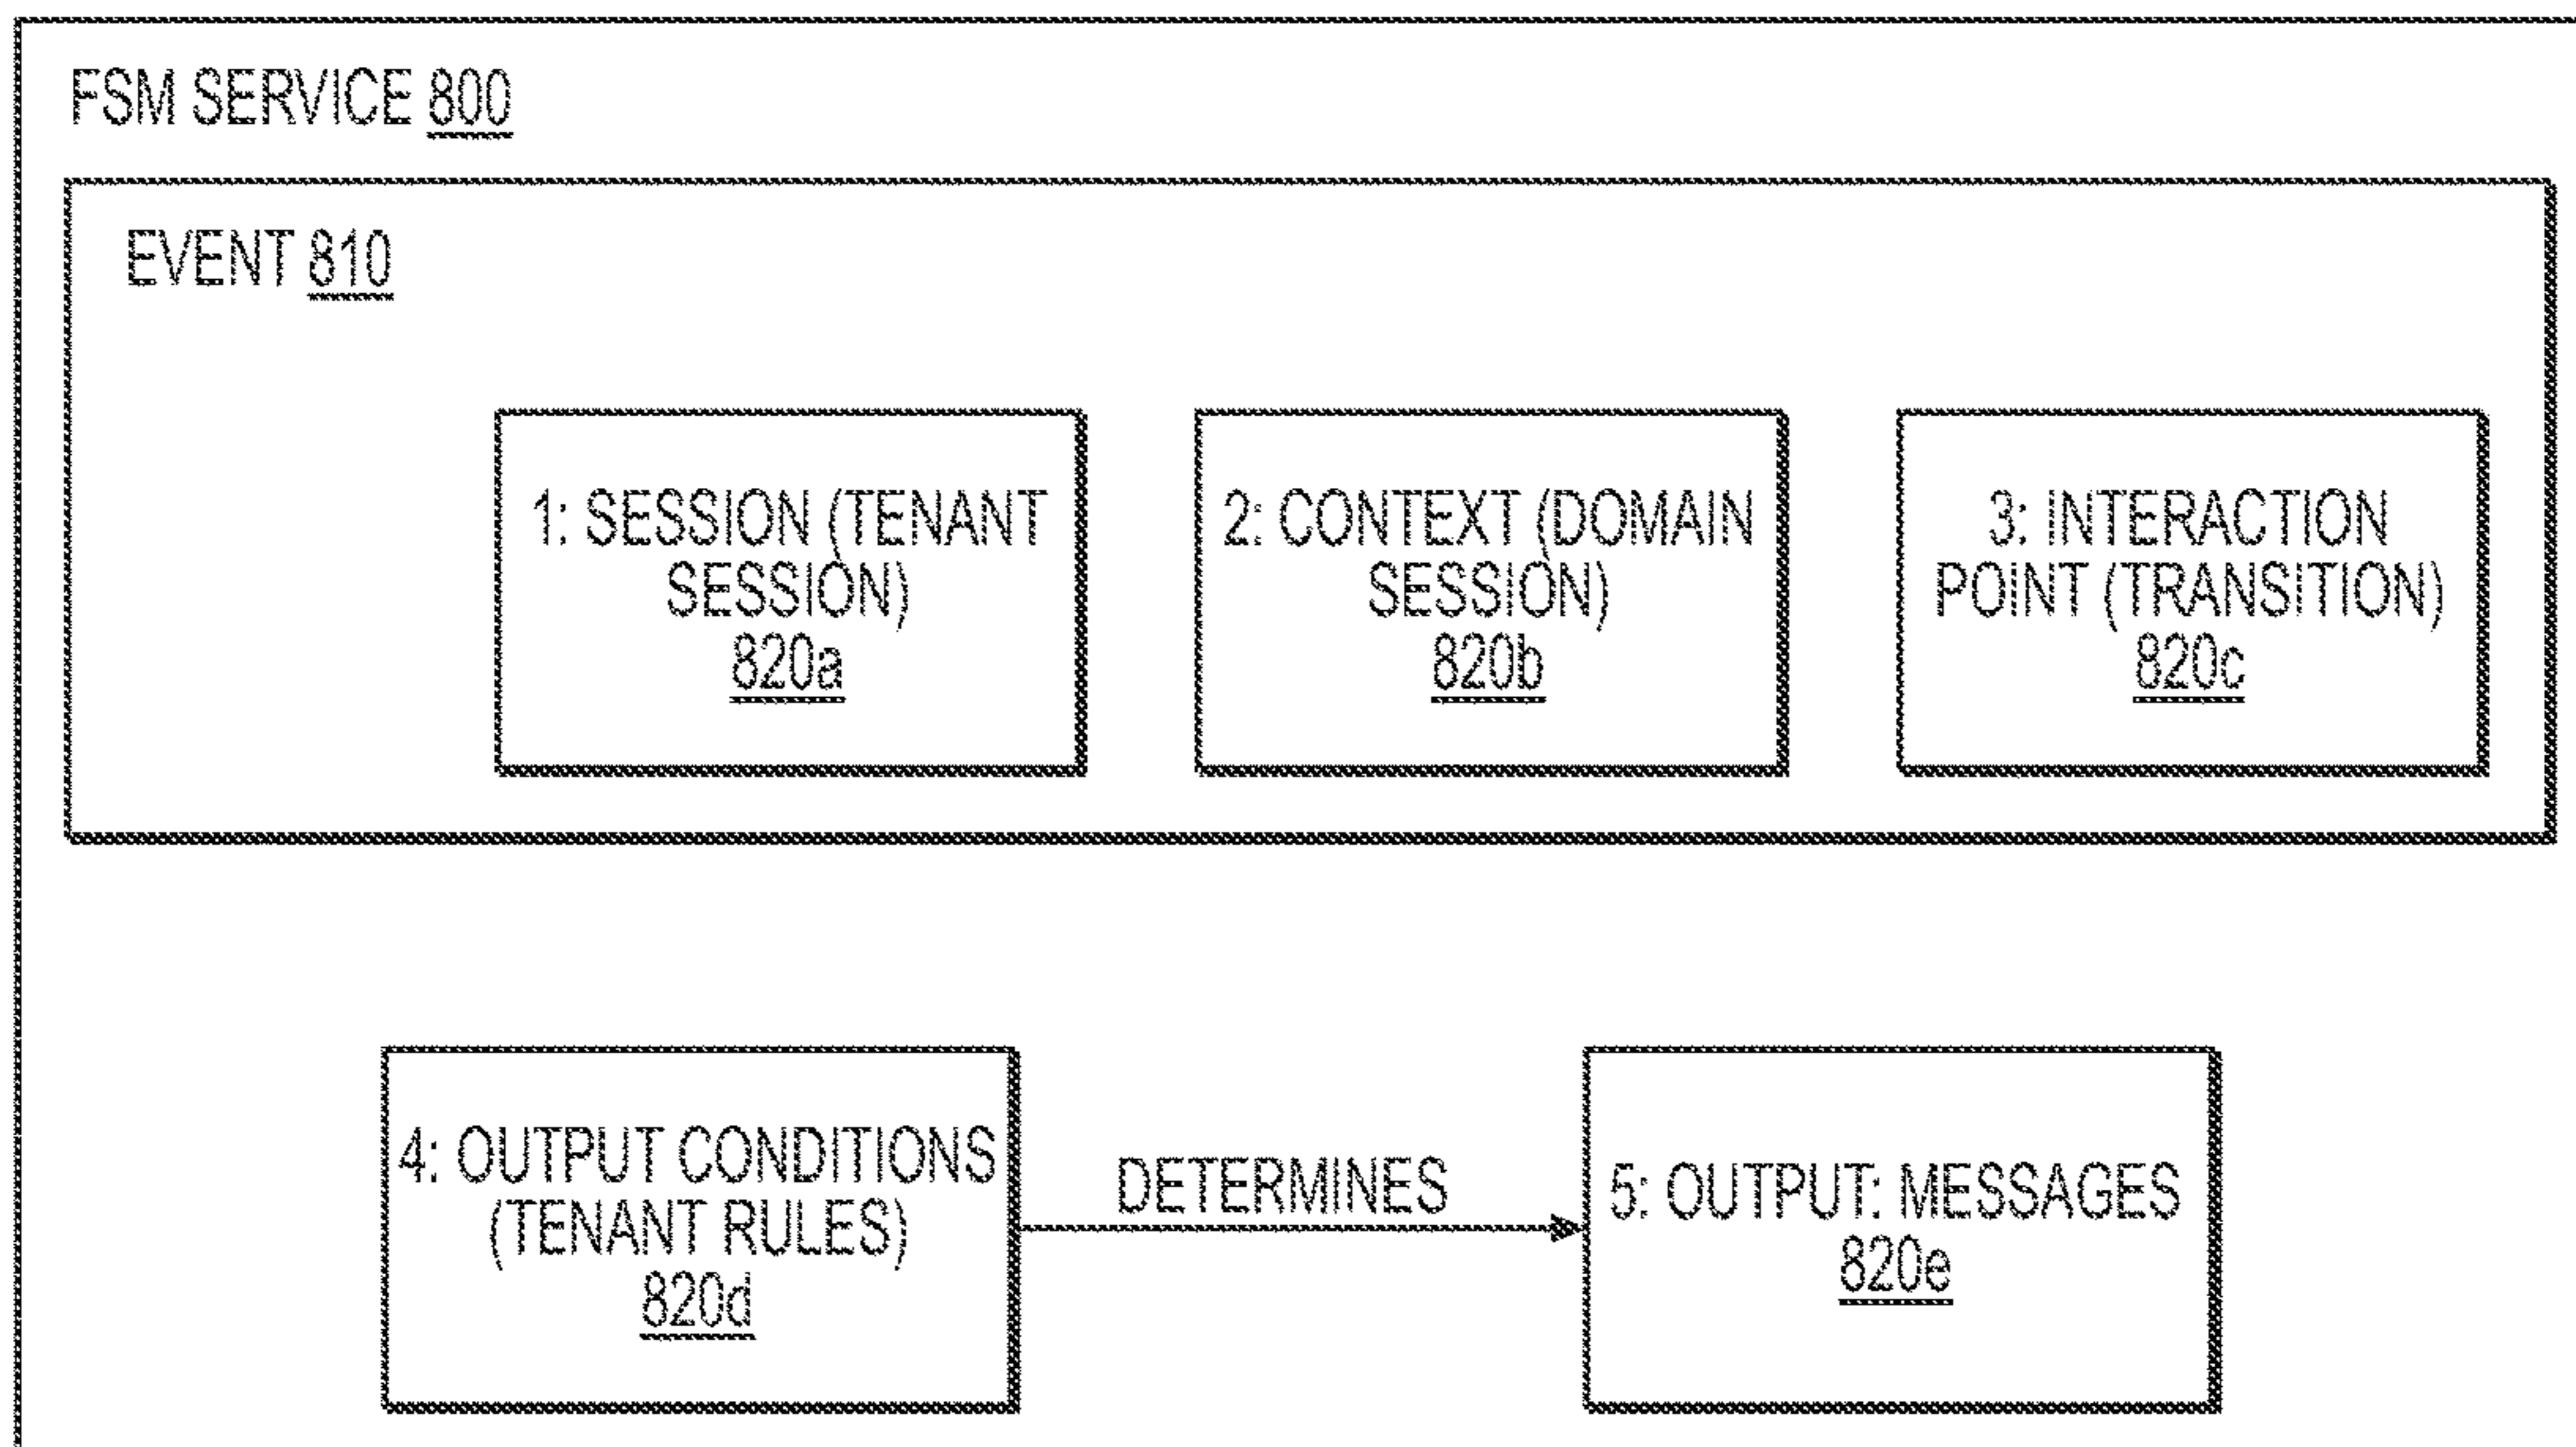 FSM SERVICE 800
EVENT 810
1: SESSION (TENANT
SESSION)
820a
2: CONTEXT (DOMAIN
SESSION)
820b
3: INTERACTION
POINT (TRANSITION)
820c
4: OUTPUT CONDITIONS
(TENANT RULES)
820d
DETERMINES
5: OUTPUT: MESSAGES
820e